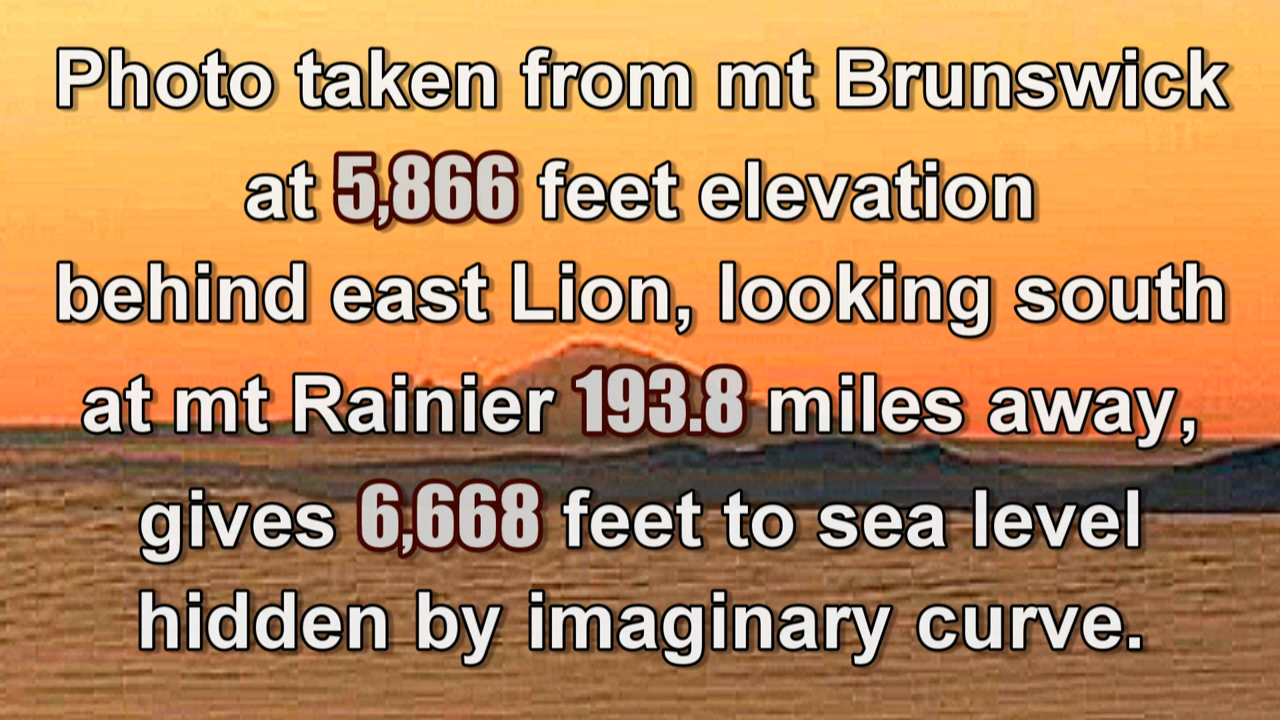 Photo taken from mt Brunswick
at 5,866 feet elevation
behind east Lion, looking south
at mt Rainier 193.8 miles away,
gives 6,668 feet to sea level
hidden by imaginary curve.